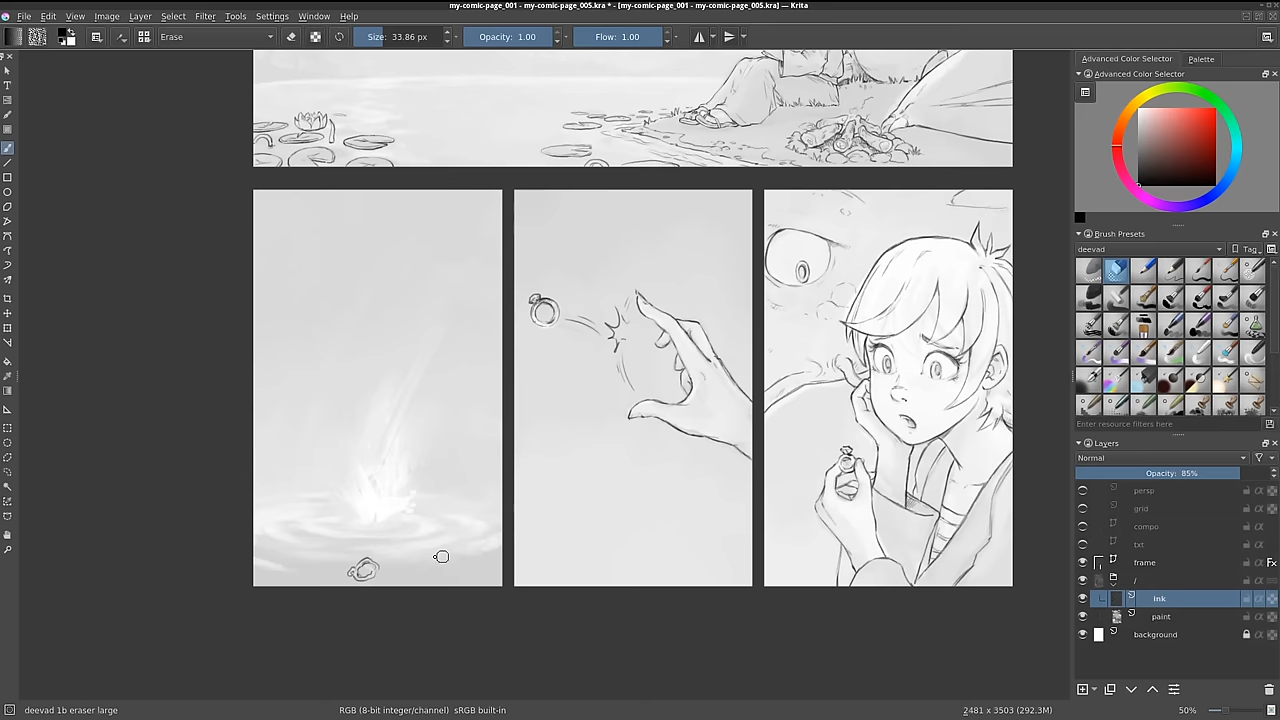 my-comic-page_001 - my-comic-page_005.kra * - [my-comic-page_001 - my-comic-page_005.kra] — Krita
File Edit View Image Layer Select Filter Tools Settings Window Help
Erase Size: 33.86 px Opacity: 1.00 Flow: 1.00
Advanced Color Selector Palette
Advanced Color Selector
Brush Presets
deevad Tag
Enter resource filters here
Layers
Normal
Opacity: 85%
persp
grid
compo
txt
frame
/
ink
paint
background
deevad 1b eraser large RGB (8-bit integer/channel) sRGB built-in 2481 x 3503 (292.3M) 50%